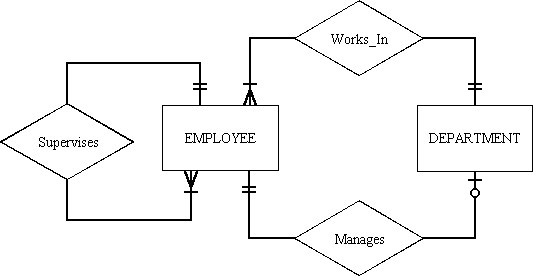 Works_In
Supervises
EMPLOYEE
DEPARTMENT
Manages